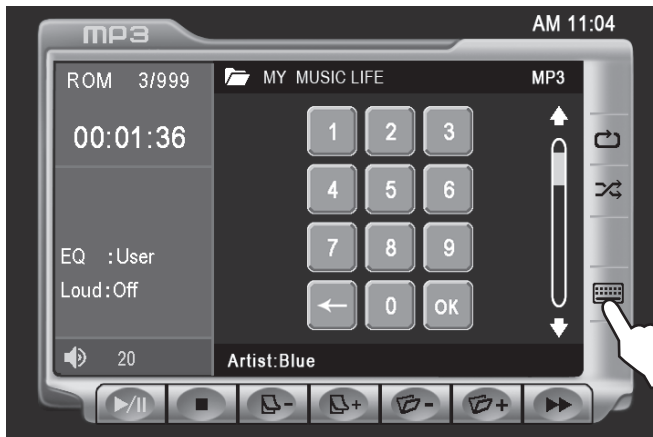 AM 11:04
MP3
ROM 3/999
MY MUSIC LIFE MP3
00:01:36
1 2 3
4 5 6
7 8 9
← 0 OK
EQ :User
Loud:Off
20
Artist:Blue
- + - +